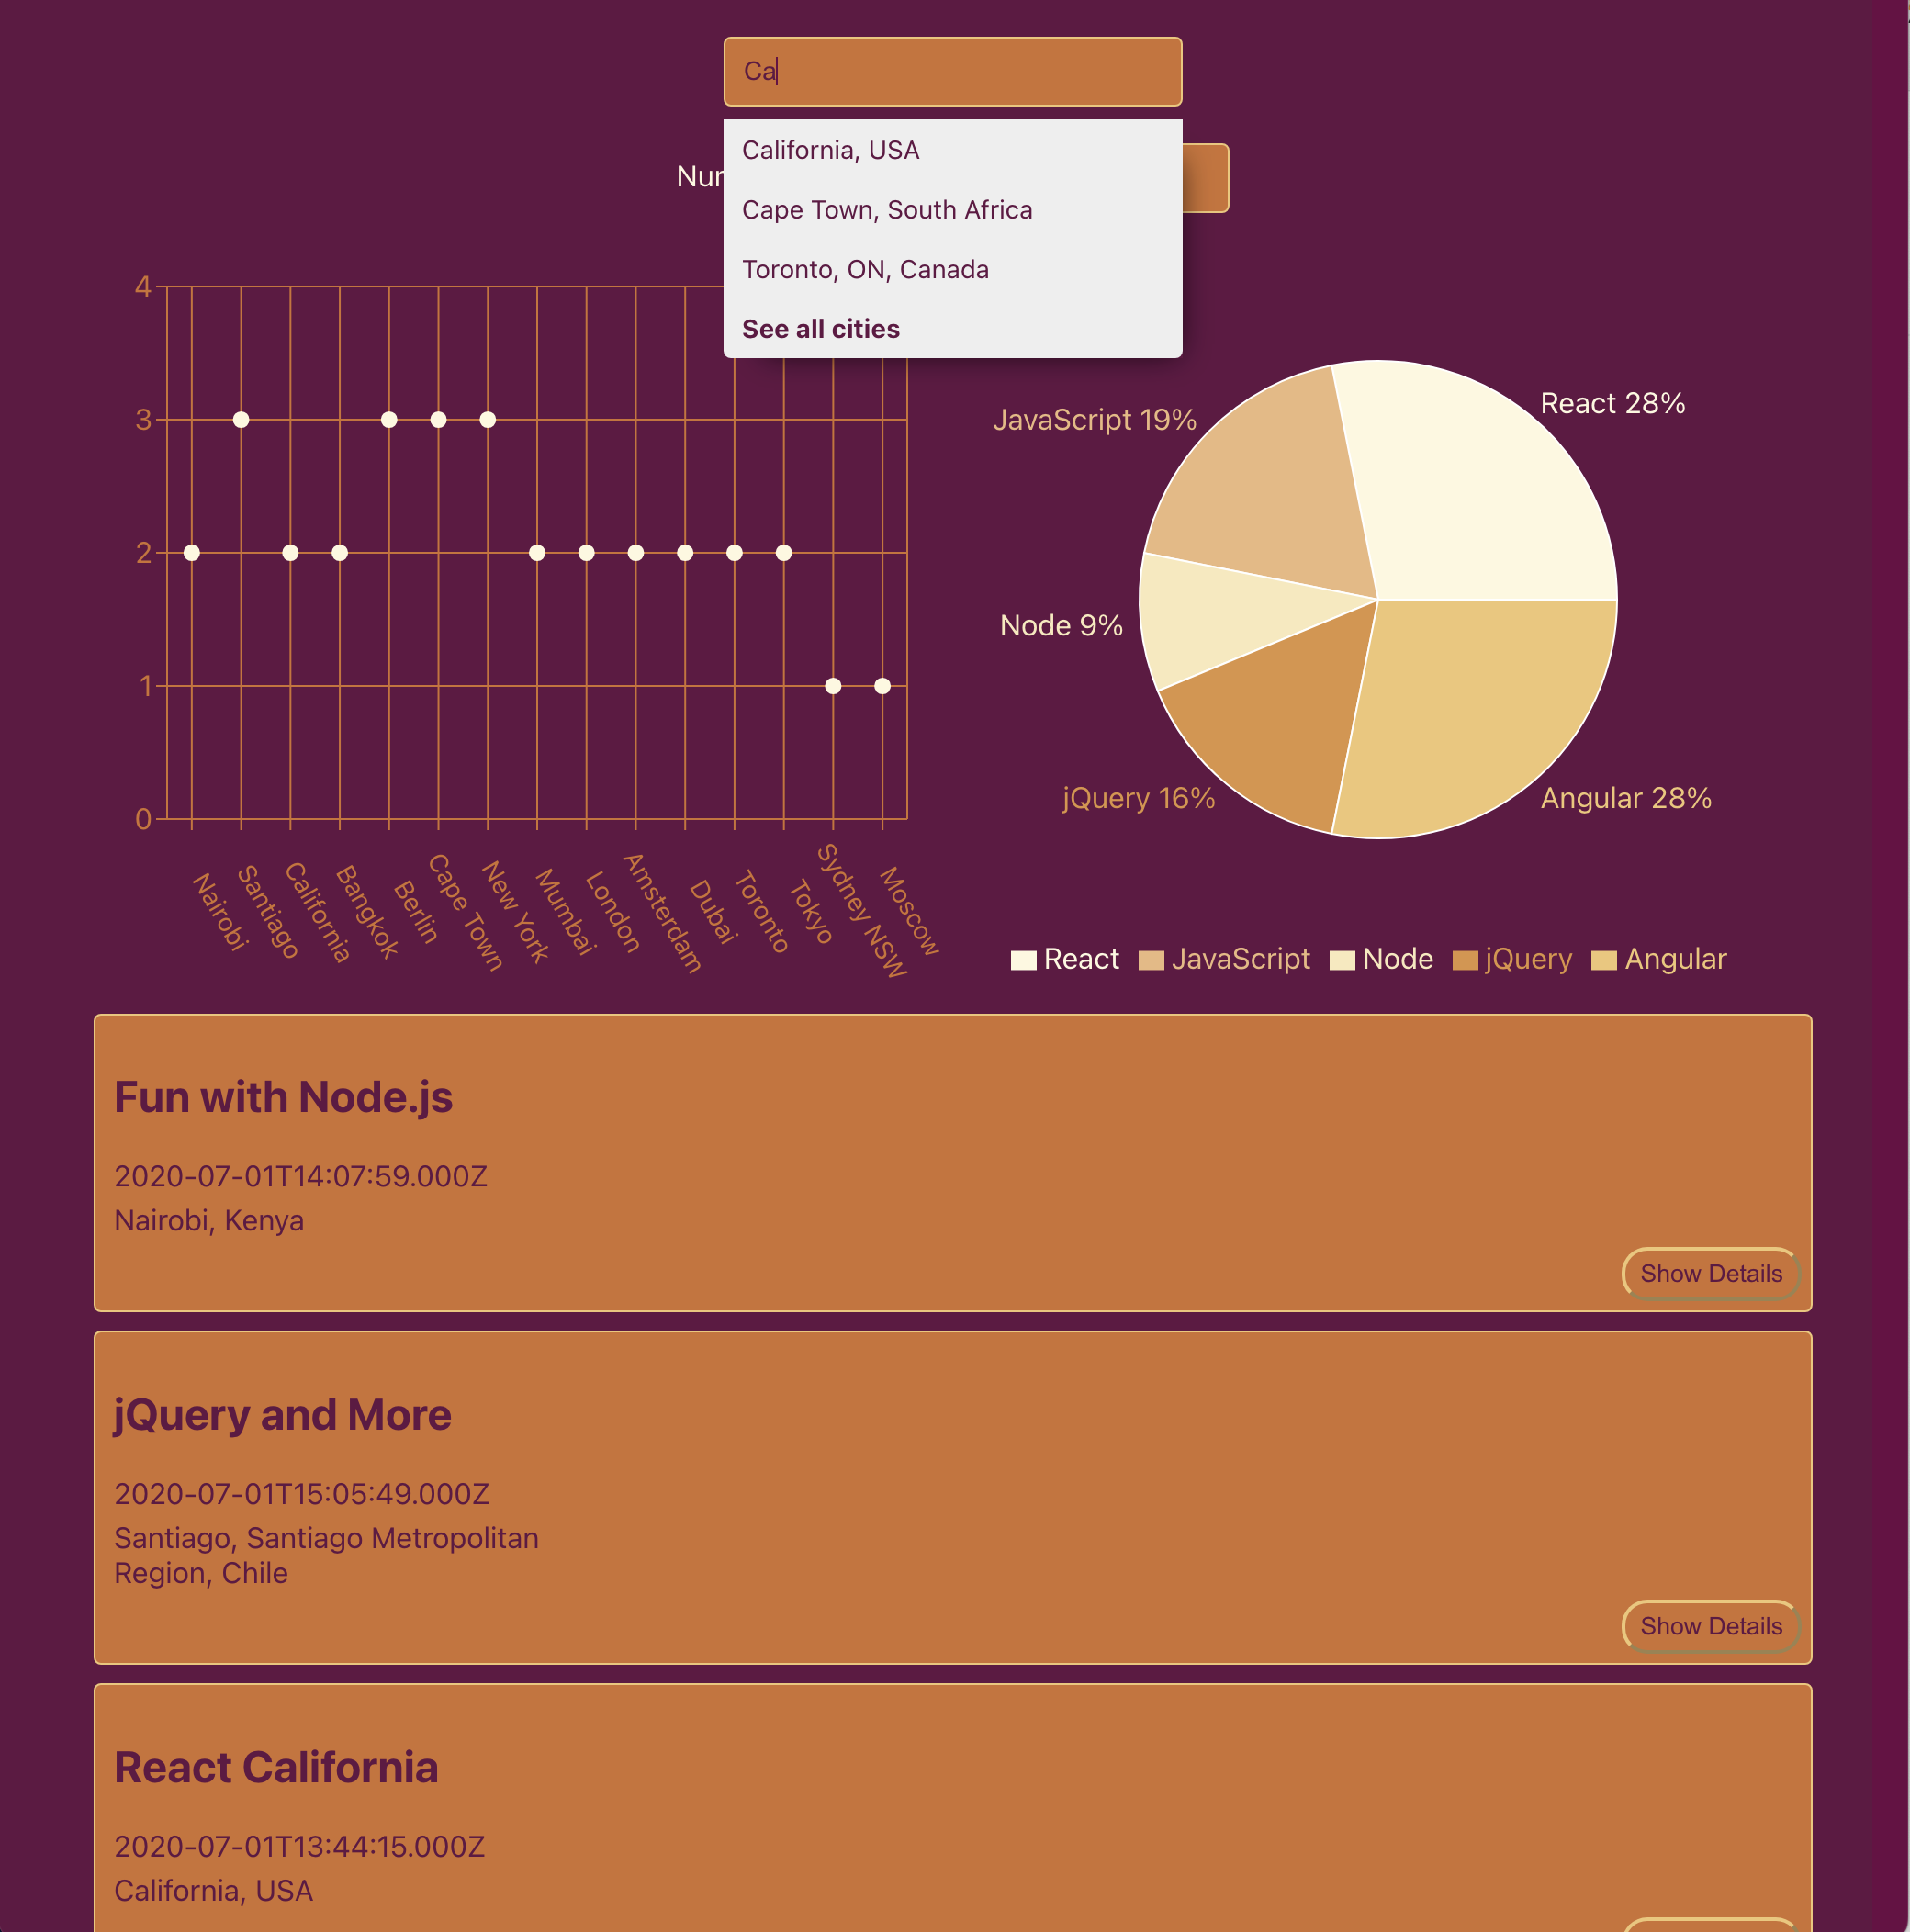 Ca
California, USA
Cape Town, South Africa
Toronto, ON, Canada
See all cities
4
3
2
1
0
Nairobi
Santiago
California
Bangkok
Berlin
Cape Town
New York
Mumbai
London
Amsterdam
Dubai
Toronto
Tokyo
Sydney NSW
Moscow
React 28%
JavaScript 19%
Node 9%
jQuery 16%
Angular 28%
React JavaScript Node jQuery Angular
Fun with Node.js
2020-07-01T14:07:59.000Z
Nairobi, Kenya
Show Details
jQuery and More
2020-07-01T15:05:49.000Z
Santiago, Santiago Metropolitan
Region, Chile
Show Details
React California
2020-07-01T13:44:15.000Z
California, USA